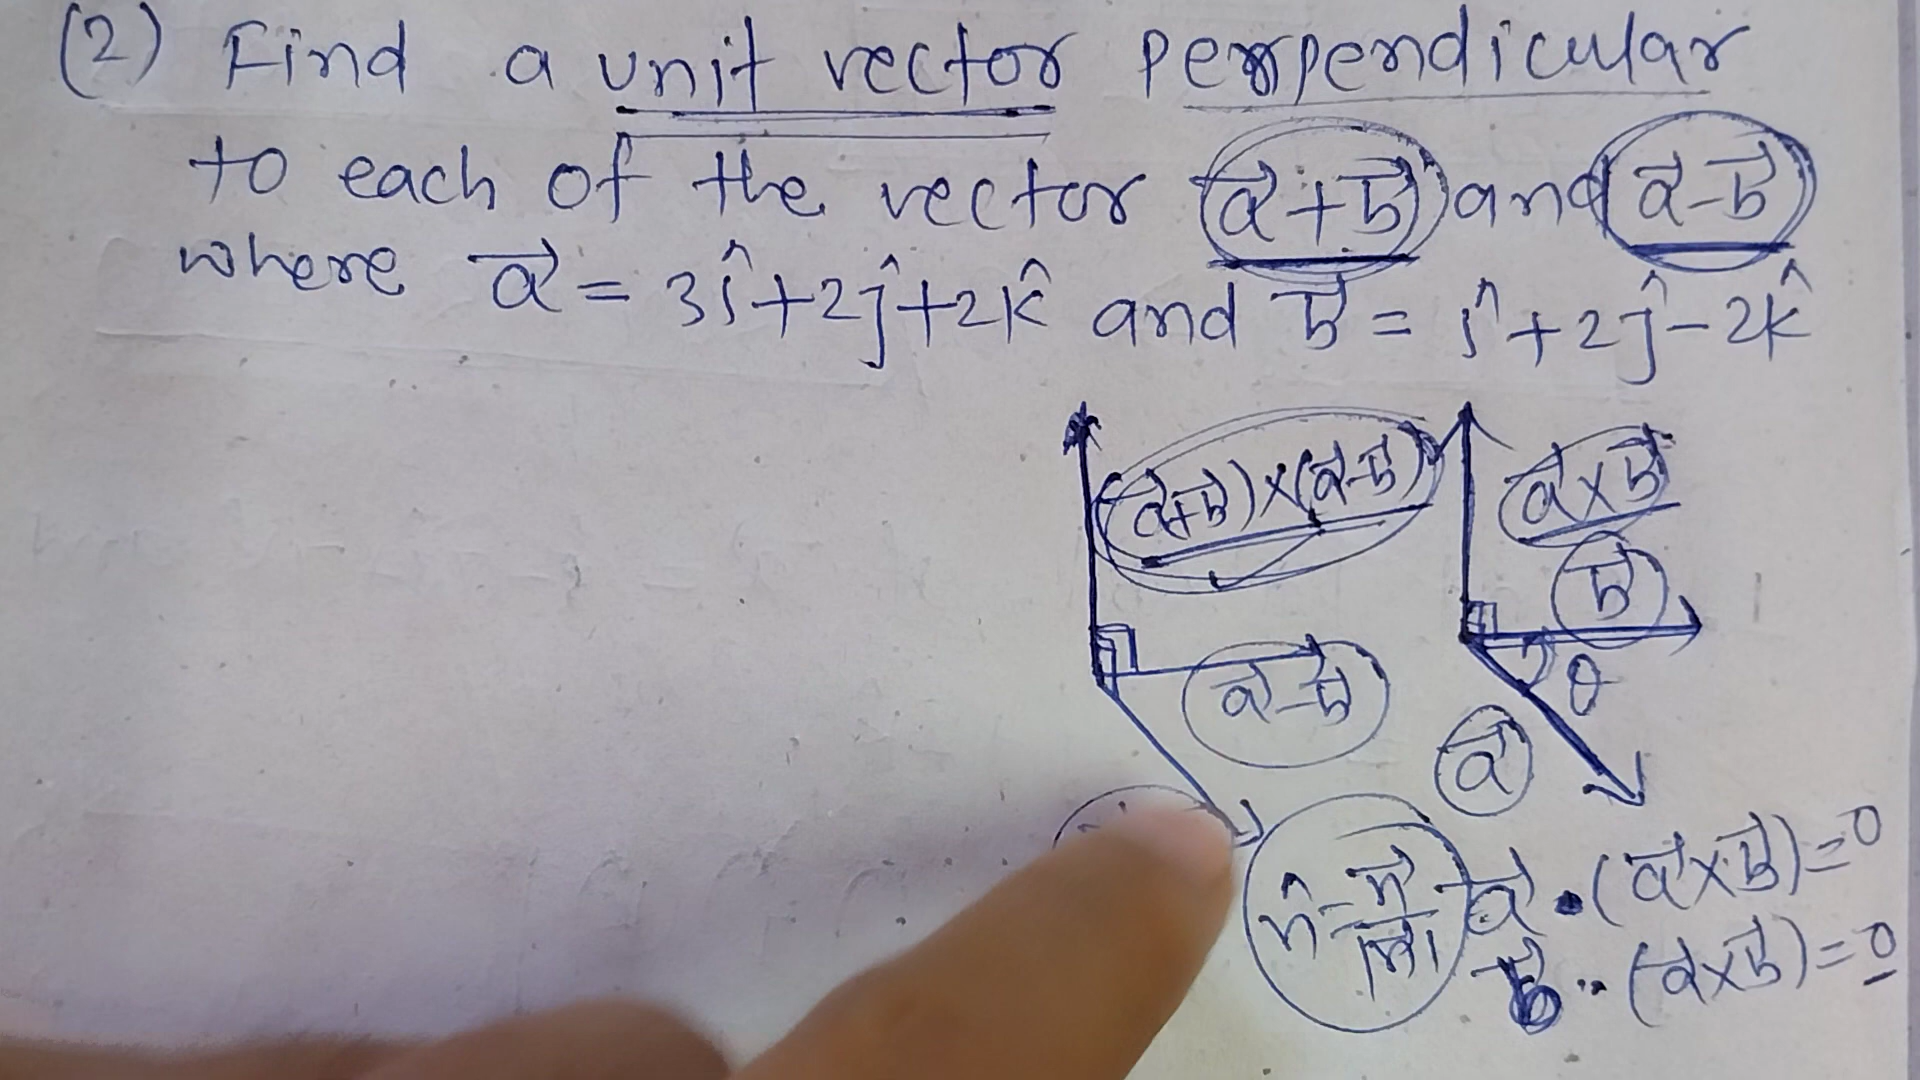 (2) Find a unit vector perpendicular
to each of the vector (a⃗+b⃗) and (a⃗-b⃗)
where a⃗ = 3î+2ĵ+2k̂ and b⃗ = î+2ĵ-2k̂
(a⃗+b⃗)×(a⃗-b⃗)
a⃗-b⃗
a⃗×b⃗
b⃗
θ
a⃗
n̂ = n⃗/|n⃗|
a⃗ . (a⃗×b⃗)=0
b⃗ . (a⃗×b⃗)=0